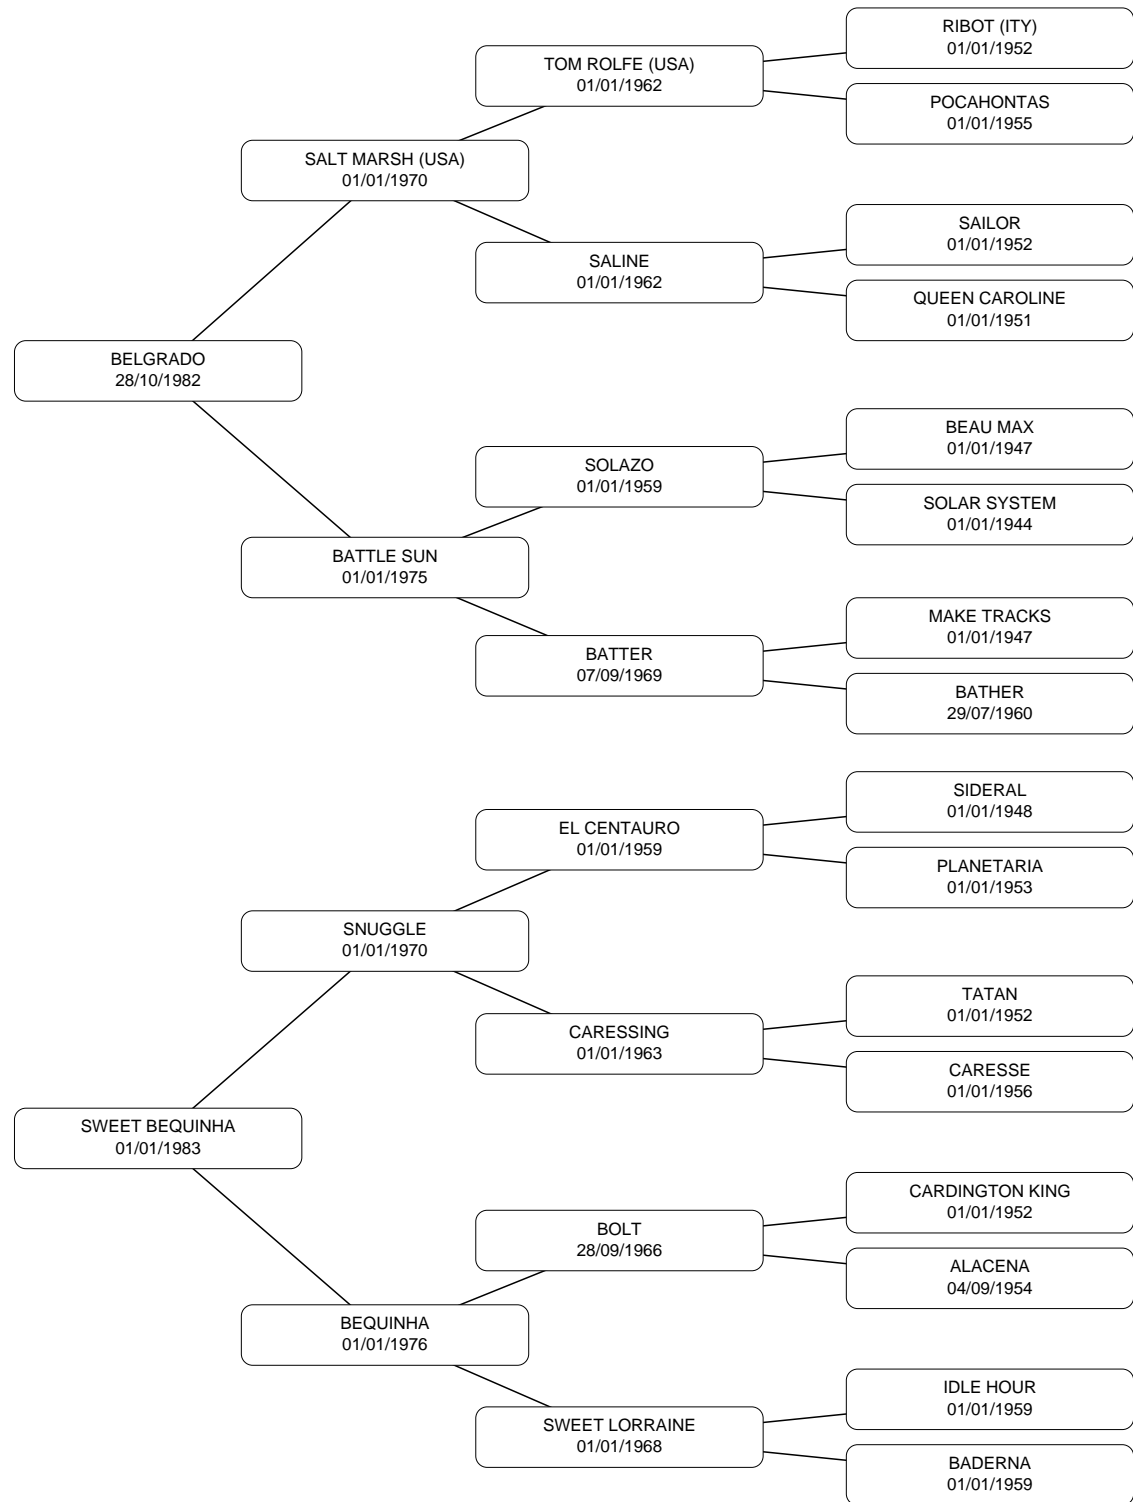 RIBOT (ITY)
01/01/1952
TOM ROLFE (USA)
01/01/1962
POCAHONTAS
01/01/1955
SALT MARSH (USA)
01/01/1970
SAILOR
01/01/1952
SALINE
01/01/1962
QUEEN CAROLINE
01/01/1951
BELGRADO
28/10/1982
BEAU MAX
01/01/1947
SOLAZO
01/01/1959
SOLAR SYSTEM
01/01/1944
BATTLE SUN
01/01/1975
MAKE TRACKS
01/01/1947
BATTER
07/09/1969
BATHER
29/07/1960
SIDERAL
01/01/1948
EL CENTAURO
01/01/1959
PLANETARIA
01/01/1953
SNUGGLE
01/01/1970
TATAN
01/01/1952
CARESSING
01/01/1963
CARESSE
01/01/1956
SWEET BEQUINHA
01/01/1983
CARDINGTON KING
01/01/1952
BOLT
28/09/1966
ALACENA
04/09/1954
BEQUINHA
01/01/1976
IDLE HOUR
01/01/1959
SWEET LORRAINE
01/01/1968
BADERNA
01/01/1959